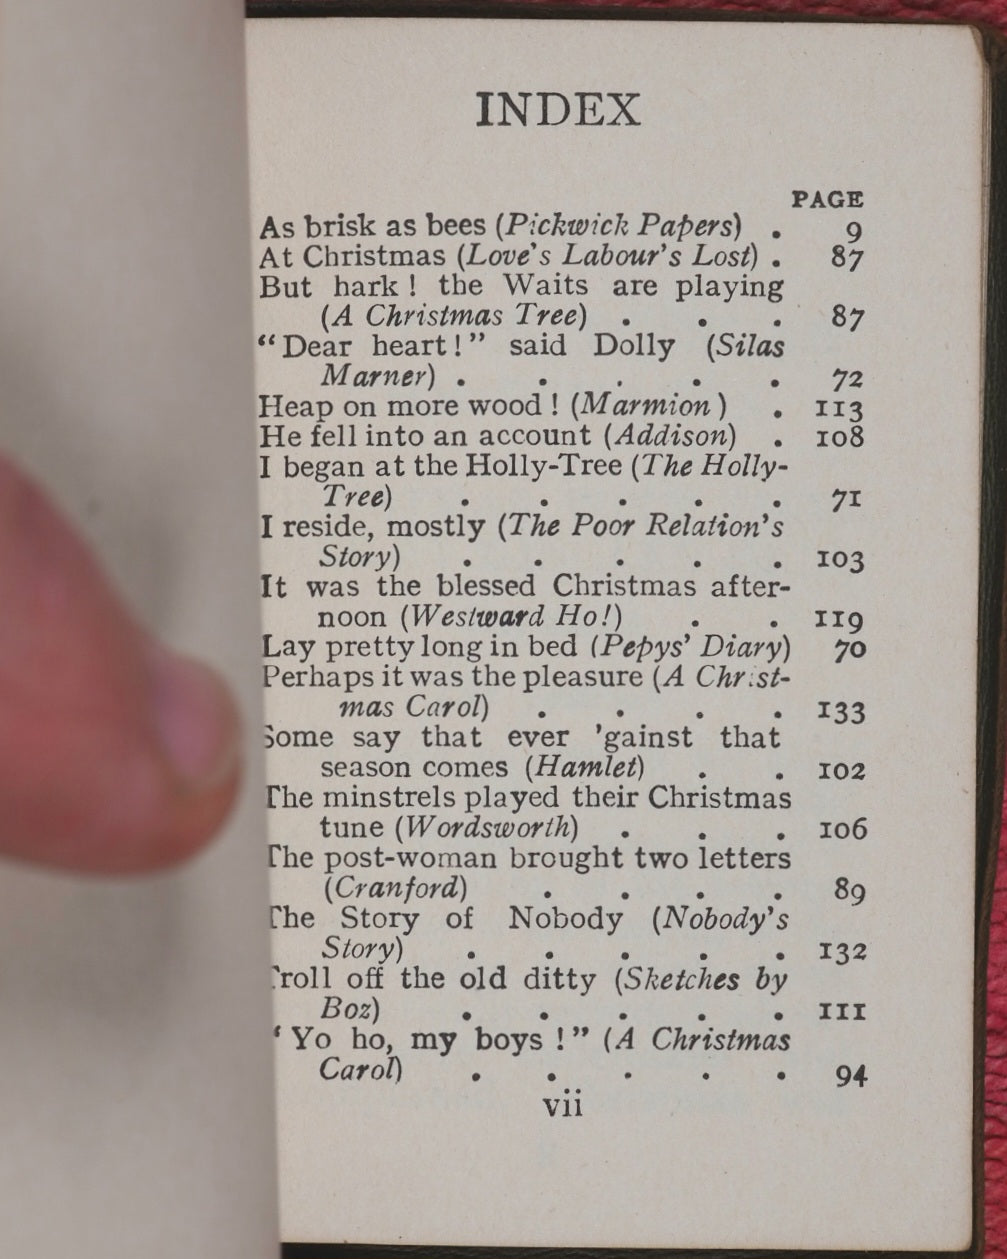 INDEX
PAGE
As brisk as bees (Pickwick Papers) . 9
At Christmas (Love's Labour's Lost) . 87
But hark ! the Waits are playing
(A Christmas Tree) . . . 87
“Dear heart!” said Dolly (Silas
Marner) . . . . . 72
Heap on more wood ! (Marmion) . 113
He fell into an account (Addison) . 108
I began at the Holly-Tree (The Holly-
Tree) . . . . . 71
I reside, mostly (The Poor Relation's
Story) . . . . . 103
It was the blessed Christmas after-
noon (Westward Ho!) . . 119
Lay pretty long in bed (Pepys' Diary) 70
Perhaps it was the pleasure (A Christ-
mas Carol) . . . . 133
Some say that ever 'gainst that
season comes (Hamlet) . . 102
The minstrels played their Christmas
tune (Wordsworth) . . . 106
The post-woman brought two letters
(Cranford) . . . . 89
The Story of Nobody (Nobody's
Story) . . . . . 132
Troll off the old ditty (Sketches by
Boz) . . . . . 111
“Yo ho, my boys !” (A Christmas
Carol) . . . . . 94
vii